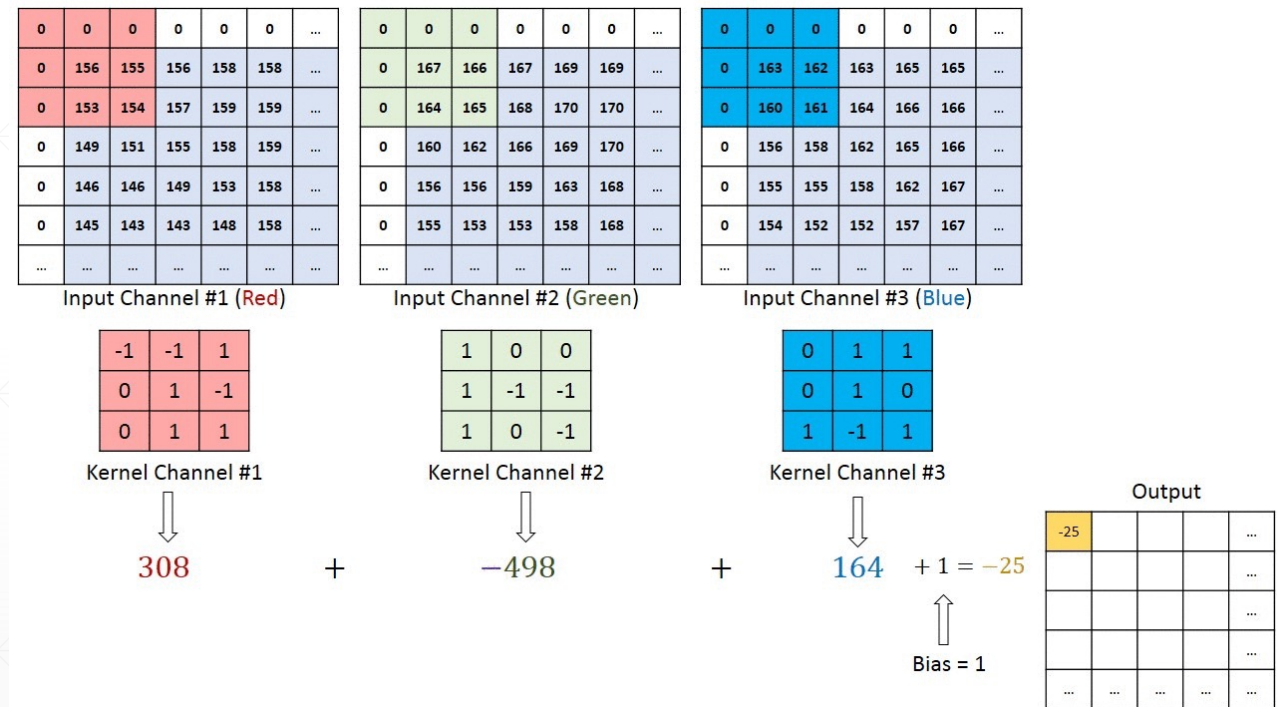 0 0 0 0 0 0 ... 0 0 0 0 0 0 ... 0 0 0 0 0 0 ...
0 156 155 156 158 158 ... 0 167 166 167 169 169 ... 0 163 162 163 165 165 ...
0 153 154 157 159 159 ... 0 164 165 168 170 170 ... 0 160 161 164 166 166 ...
0 149 151 155 158 159 ... 0 160 162 166 169 170 ... 0 156 158 162 165 166 ...
0 146 146 149 153 158 ... 0 156 156 159 163 168 ... 0 155 155 158 162 167 ...
0 145 143 143 148 158 ... 0 155 153 153 158 168 ... 0 154 152 152 157 167 ...
... ... ... ... ... ... ... ... ... ... ... ... ... ... ... ... ... ... ... ... ...
Input Channel #1 (Red) Input Channel #2 (Green) Input Channel #3 (Blue)
-1 -1 1 1 0 0 0 1 1
0 1 -1 1 -1 -1 0 1 0
0 1 1 1 0 -1 1 -1 1
Kernel Channel #1 Kernel Channel #2 Kernel Channel #3
308 + −498 + 164 + 1 = −25
Bias = 1
Output
-25 ...
...
...
...
... ... ... ... ...